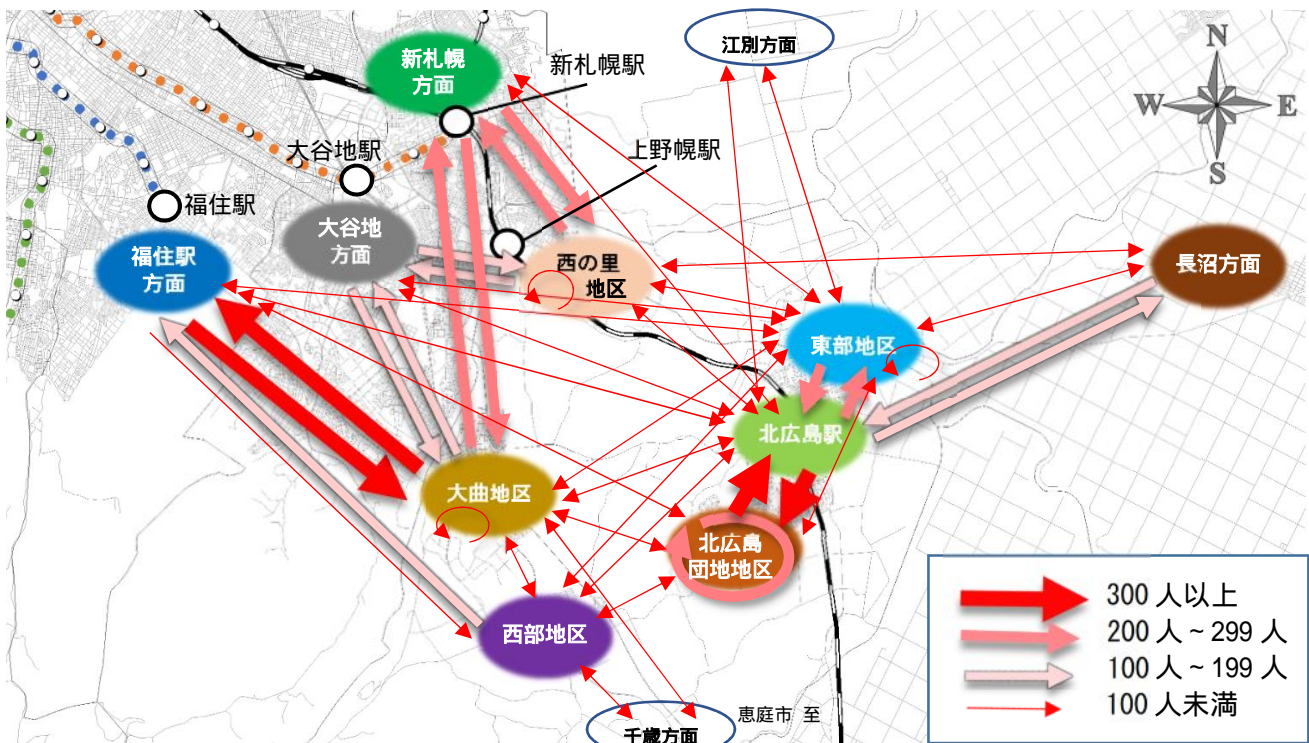 江別方面
N
W
E
S
新札幌
方面
新札幌駅
上野幌駅
大谷地駅
福住駅
大谷地
方面
福住駅
方面
西の里
地区
長沼方面
東部地区
北広島駅
大曲地区
北広島
団地地区
西部地区
恵庭市 至
千歳方面
300 人以上
200 人~299 人
100 人~199 人
100 人未満